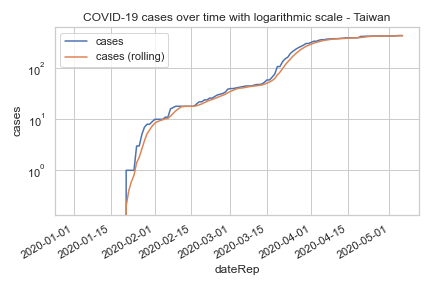 COVID-19 cases over time with logarithmic scale - Taiwan
cases
cases (rolling)
10²
10¹
10⁰
cases
2020-01-01
2020-01-15
2020-02-01
2020-02-15
2020-03-01
2020-03-15
2020-04-01
2020-04-15
2020-05-01
dateRep